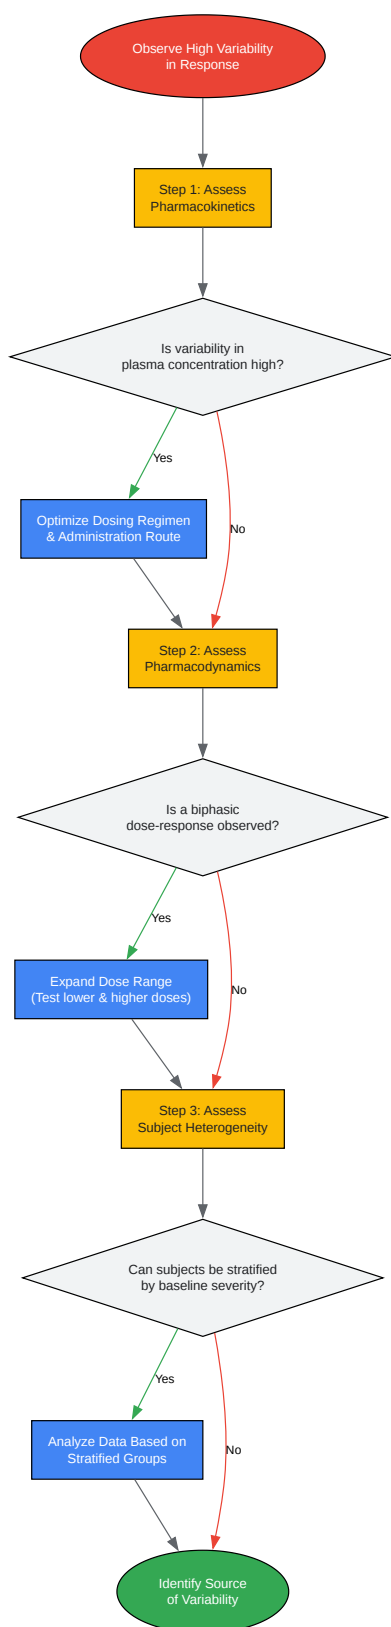 Observe High Variability
in Response
Step 1: Assess
Pharmacokinetics
Is variability in
plasma concentration high?
Yes
Optimize Dosing Regimen
& Administration Route
No
Step 2: Assess
Pharmacodynamics
Is a biphasic
dose-response observed?
Yes
Expand Dose Range
(Test lower & higher doses)
No
Step 3: Assess
Subject Heterogeneity
Can subjects be stratified
by baseline severity?
Yes
Analyze Data Based on
Stratified Groups
No
Identify Source
of Variability